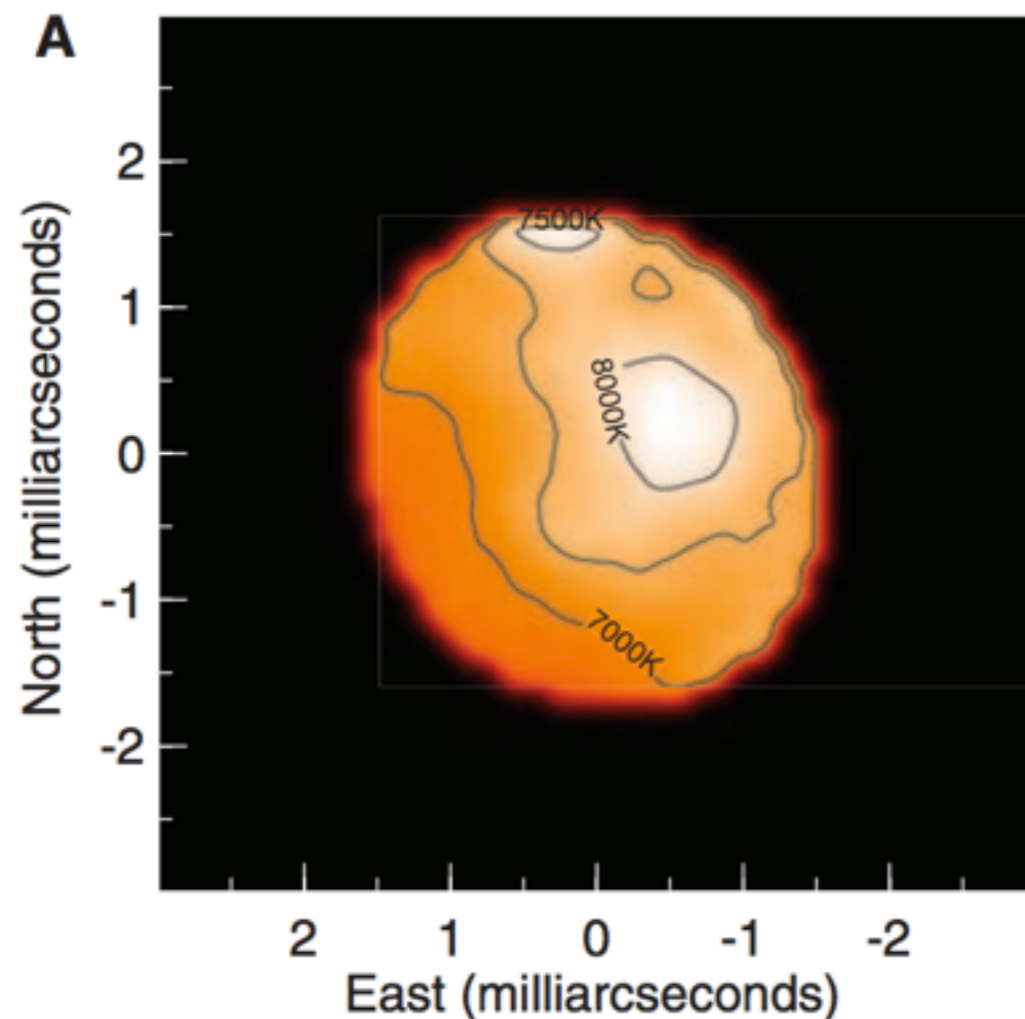 A
7500K
8000K
7000K
2
1
0
-1
-2
North (milliarcseconds)
2 1 0 -1 -2
East (milliarcseconds)